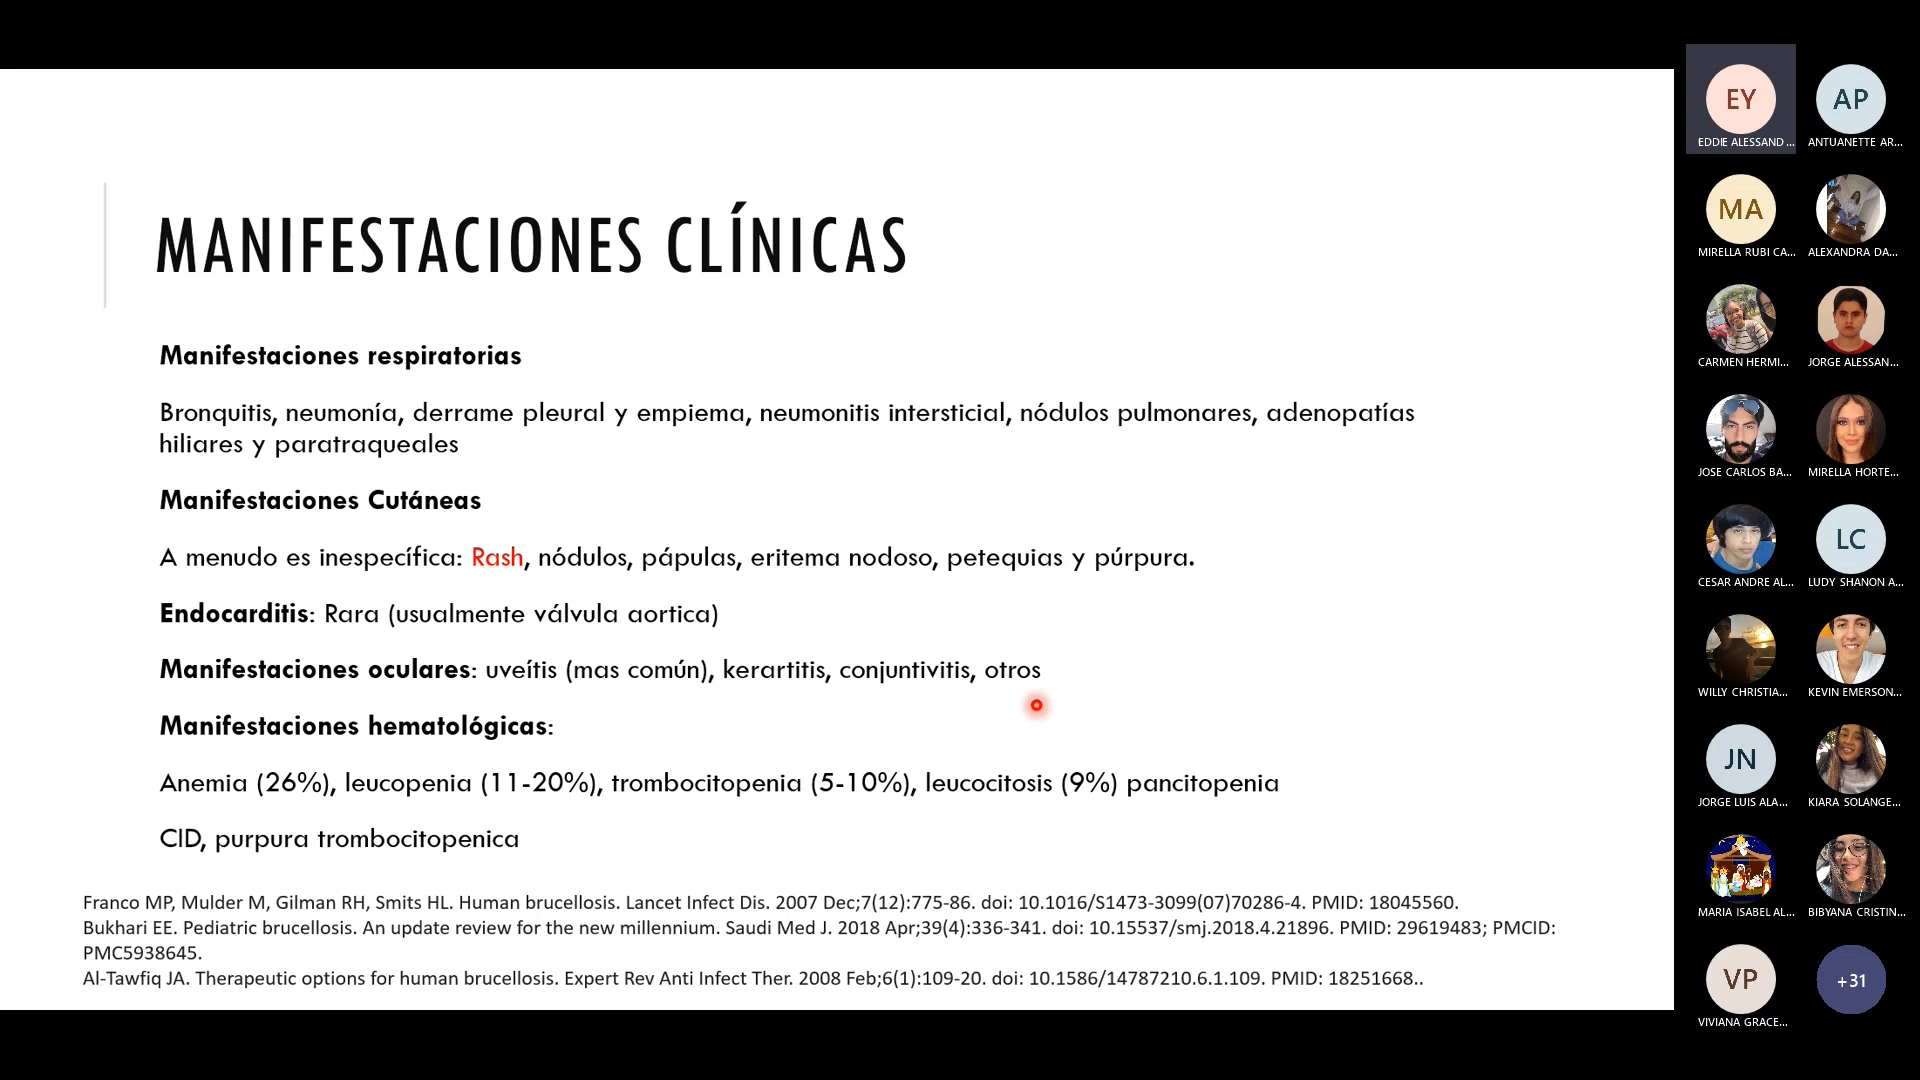 MANIFESTACIONES CLÍNICAS
Manifestaciones respiratorias
Bronquitis, neumonía, derrame pleural y empiema, neumonitis intersticial, nódulos pulmonares, adenopatías
hiliares y paratraqueales
Manifestaciones Cutáneas
A menudo es inespecífica: Rash, nódulos, pápulas, eritema nodoso, petequias y púrpura.
Endocarditis: Rara (usualmente válvula aortica)
Manifestaciones oculares: uveítis (mas común), kerartitis, conjuntivitis, otros
Manifestaciones hematológicas:
Anemia (26%), leucopenia (11-20%), trombocitopenia (5-10%), leucocitosis (9%) pancitopenia
CID, purpura trombocitopenica
Franco MP, Mulder M, Gilman RH, Smits HL. Human brucellosis. Lancet Infect Dis. 2007 Dec;7(12):775-86. doi: 10.1016/S1473-3099(07)70286-4. PMID: 18045560.
Bukhari EE. Pediatric brucellosis. An update review for the new millennium. Saudi Med J. 2018 Apr;39(4):336-341. doi: 10.15537/smj.2018.4.21896. PMID: 29619483; PMCID:
PMC5938645.
Al-Tawfiq JA. Therapeutic options for human brucellosis. Expert Rev Anti Infect Ther. 2008 Feb;6(1):109-20. doi: 10.1586/14787210.6.1.109. PMID: 18251668..
EY AP
EDDIE ALESSAND... ANTUANETTE AR...
MA
MIRELLA RUBI CA... ALEXANDRA DA...
CARMEN HERMI... JORGE ALESSAN...
JOSE CARLOS BA... MIRELLA HORTE...
LC
CESAR ANDRE AL... LUDY SHANON A...
WILLY CHRISTIA... KEVIN EMERSON...
JN
JORGE LUIS ALA... KIARA SOLANGE...
MARIA ISABEL AL... BIBYANA CRISTIN...
VP +31
VIVIANA GRACE...